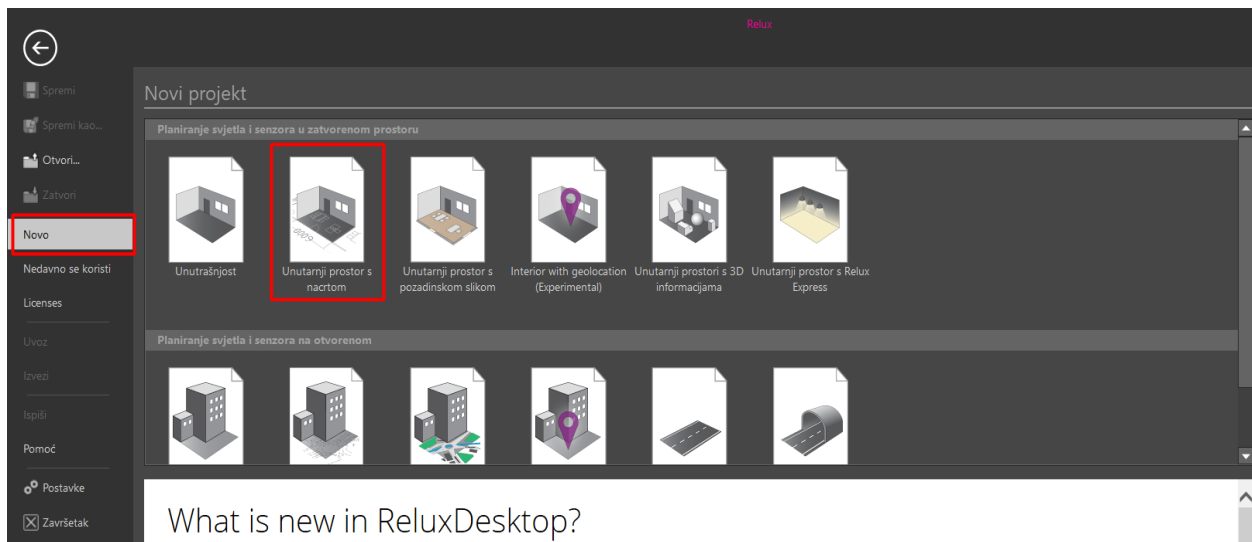 Relux
Spremi
Spremi kao...
Otvori...
Zatvori
Novo
Nedavno se koristi
Licenses
Uvoz
Izvezi
Ispiši
Pomoć
Postavke
Završetak
Novi projekt
Planiranje svjetla i senzora u zatvorenom prostoru
Unutrašnjost
Unutarnji prostor s
nacrtom
Unutarnji prostor s
pozadinskom slikom
Interior with geolocation
(Experimental)
Unutarnji prostori s 3D
informacijama
Unutarnji prostor s Relux
Express
Planiranje svjetla i senzora na otvorenom
What is new in ReluxDesktop?